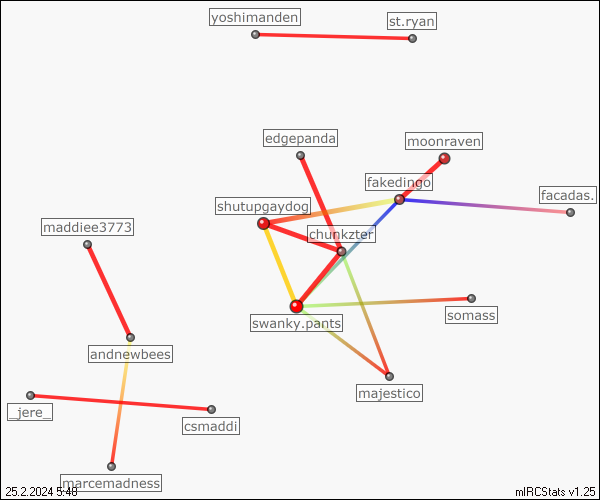 yoshimanden
st.ryan
edgepanda
moonraven
fakedingo
facadas.
shutupgaydog
maddiee3773
chunkzter
swanky.pants
somass
andnewbees
majestico
_jere_
csmaddi
marcemadness
25.2.2024 5:48
mIRCStats v1.25